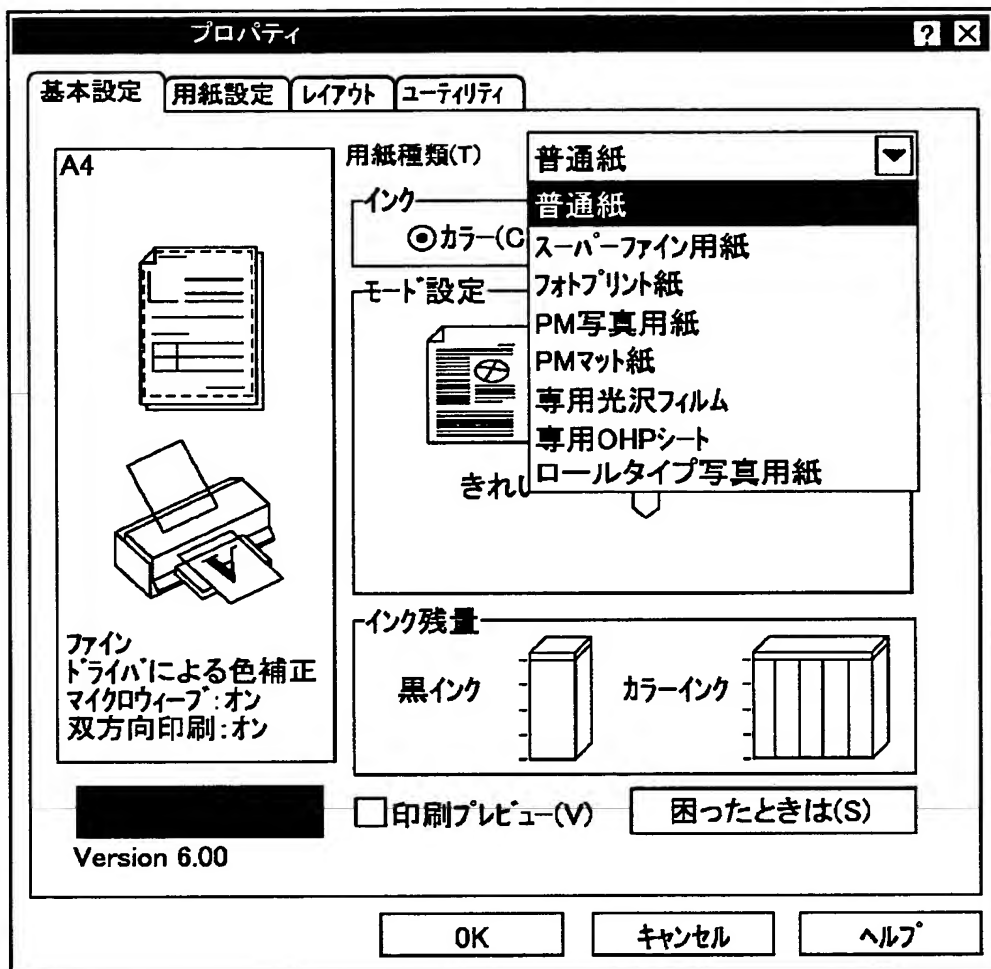 プロパティ
基本設定 用紙設定 レイアウト ユーティリティ
A4
ファイン
ドライバによる色補正
マイクロウィーブ:オン
双方向印刷:オン
Version 6.00
用紙種類(T) 普通紙
普通紙
スーパーファイン用紙
フォトプリント紙
PM写真用紙
PMマット紙
専用光沢フィルム
専用OHPシート
ロールタイプ写真用紙
インク
カラー(C
モード設定
きれい
インク残量
黒インク カラーインク
印刷プレビュー(V) 困ったときは(S)
OK キャンセル ヘルプ